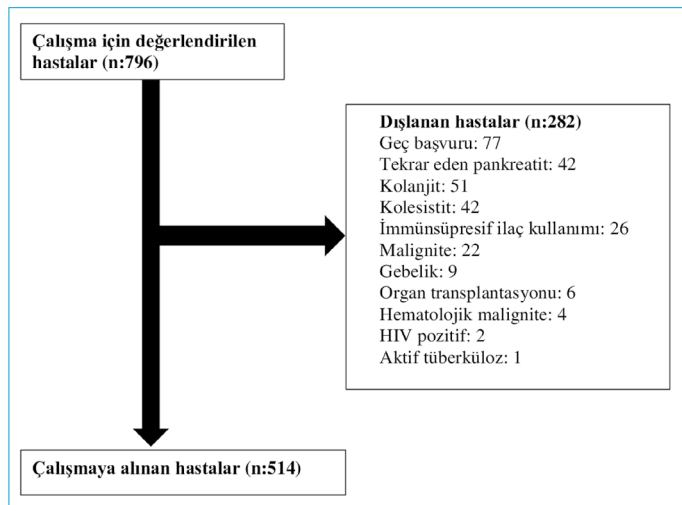 Çalışma için değerlendirilen
hastalar (n:796)
Dışlanan hastalar (n:282)
Geç başvuru: 77
Tekrar eden pankreatit: 42
Kolanjit: 51
Kolesistit: 42
İmmünsüpresif ilaç kullanımı: 26
Malignite: 22
Gebelik: 9
Organ transplantasyonu: 6
Hematolojik malignite: 4
HIV pozitif: 2
Aktif tüberküloz: 1
Çalışmaya alınan hastalar (n:514)